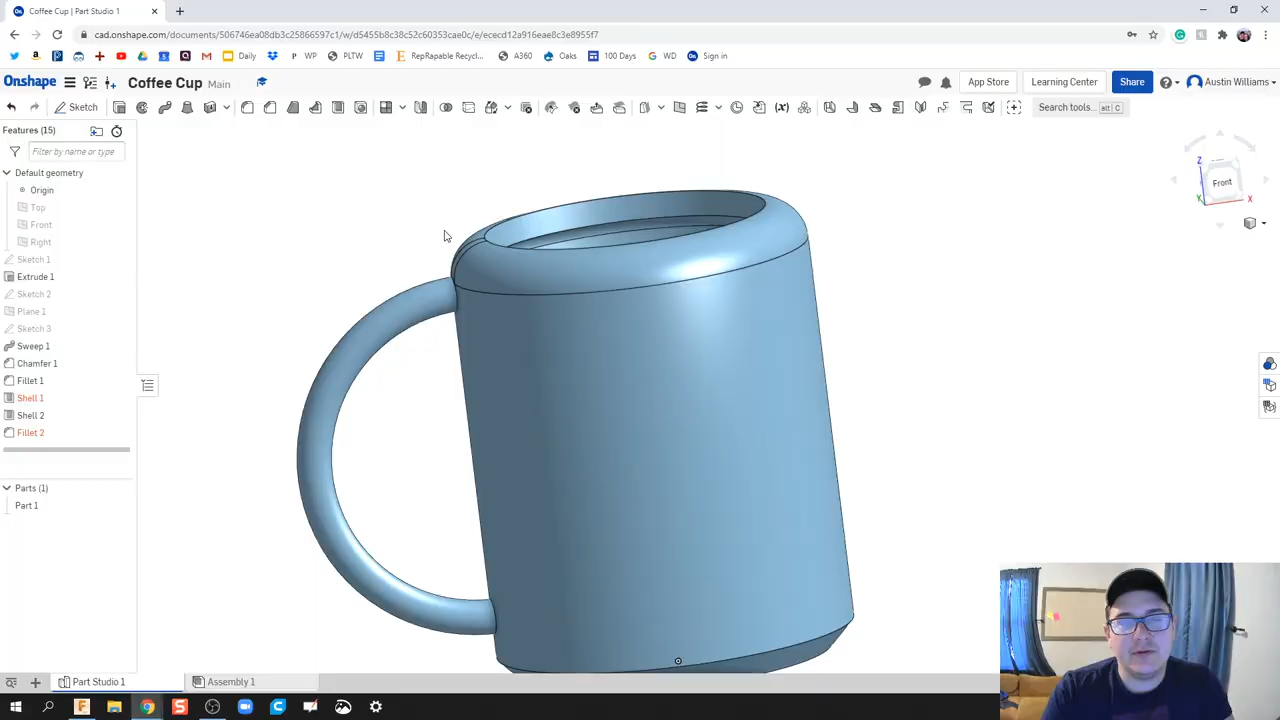 Coffee Cup | Part Studio 1
cad.onshape.com/documents/506746ea08db3c25866597c1/w/d5455b8c38c52c60353cae0c/e/ececd12a916eae8c3e8955f7
Daily
WP
PLTW
RepRapable Recycl...
A360
Oaks
100 Days
WD
Sign in
Onshape
Coffee Cup
Main
App Store
Learning Center
Share
Austin Williams
Sketch
Search tools...
alt
C
Features (15)
Filter by name or type
Default geometry
Origin
Top
Front
Right
Sketch 1
Extrude 1
Sketch 2
Plane 1
Sketch 3
Sweep 1
Chamfer 1
Fillet 1
Shell 1
Shell 2
Fillet 2
Parts (1)
Part 1
Z
Front
Y
X
Part Studio 1
Assembly 1